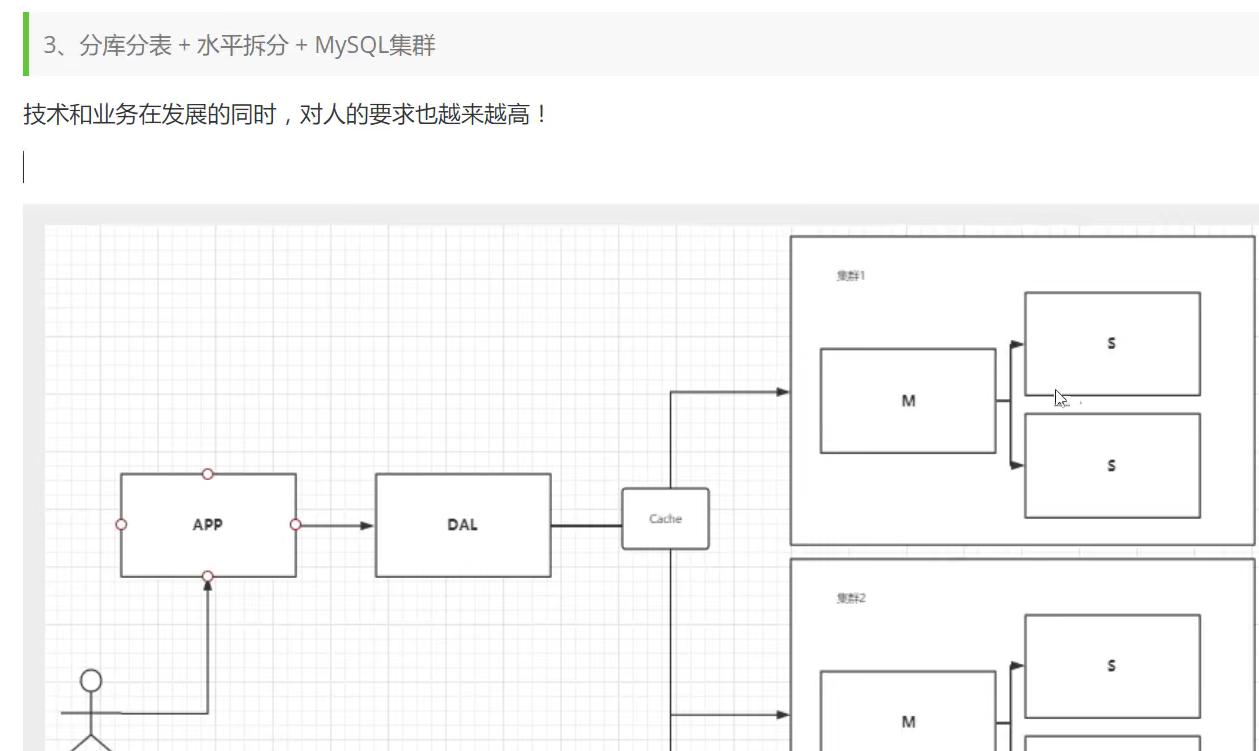 3、分库分表 + 水平拆分 + MySQL集群
技术和业务在发展的同时，对人的要求也越来越高！
集群1
S
M
S
APP
DAL
Cache
集群2
S
M